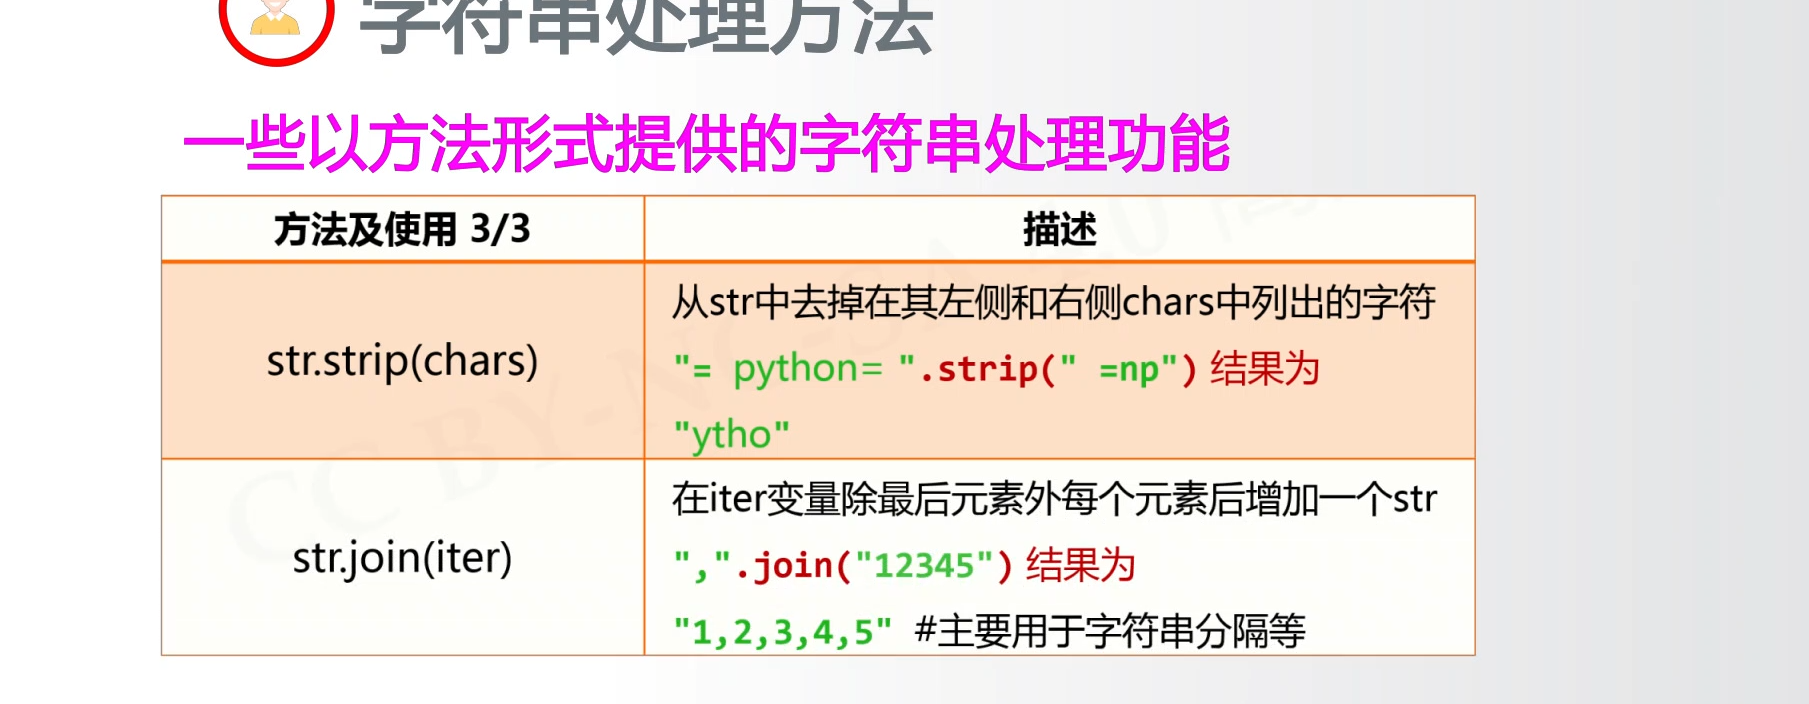 字符串处理方法
一些以方法形式提供的字符串处理功能
方法及使用 3/3
描述
str.strip(chars)
从str中去掉在其左侧和右侧chars中列出的字符
"= python= ".strip(" =np") 结果为
"ytho"
str.join(iter)
在iter变量除最后元素外每个元素后增加一个str
",".join("12345") 结果为
"1,2,3,4,5" #主要用于字符串分隔等
CC BY-NC-SA 4.0